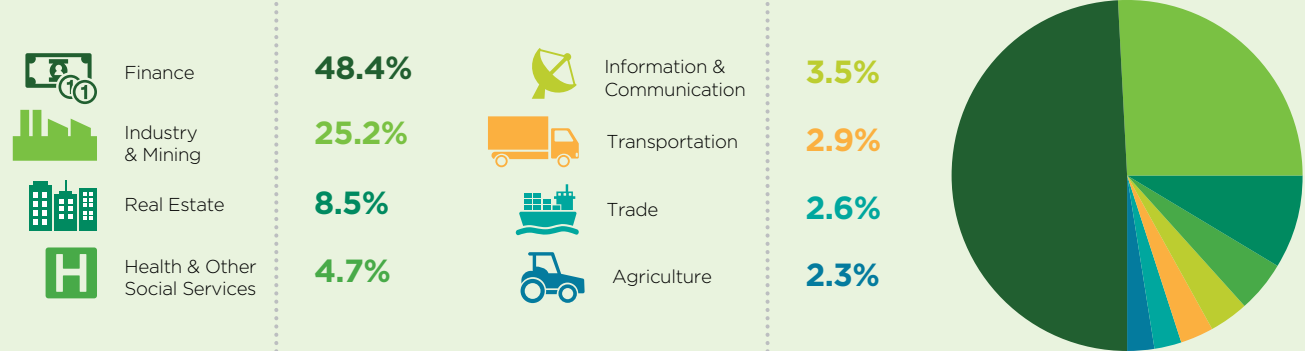 Finance
48.4%
Industry
& Mining
25.2%
Real Estate
8.5%
H
Health & Other
Social Services
4.7%
Information &
Communication
3.5%
Transportation
2.9%
Trade
2.6%
Agriculture
2.3%